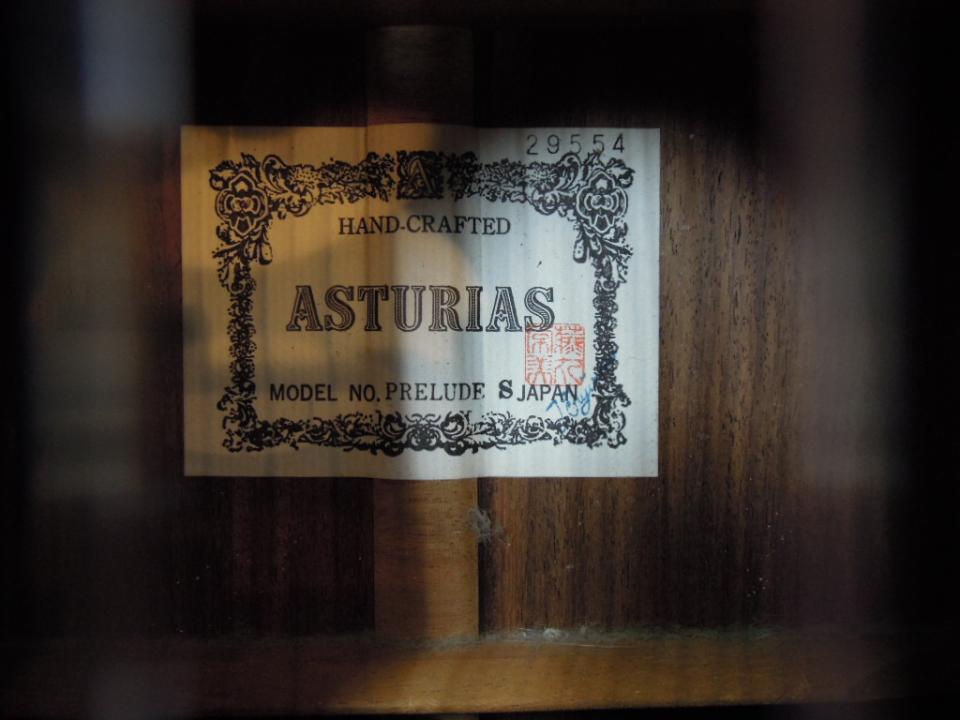 29554
A
HAND-CRAFTED
ASTURIAS
MODEL NO. PRELUDE S JAPAN